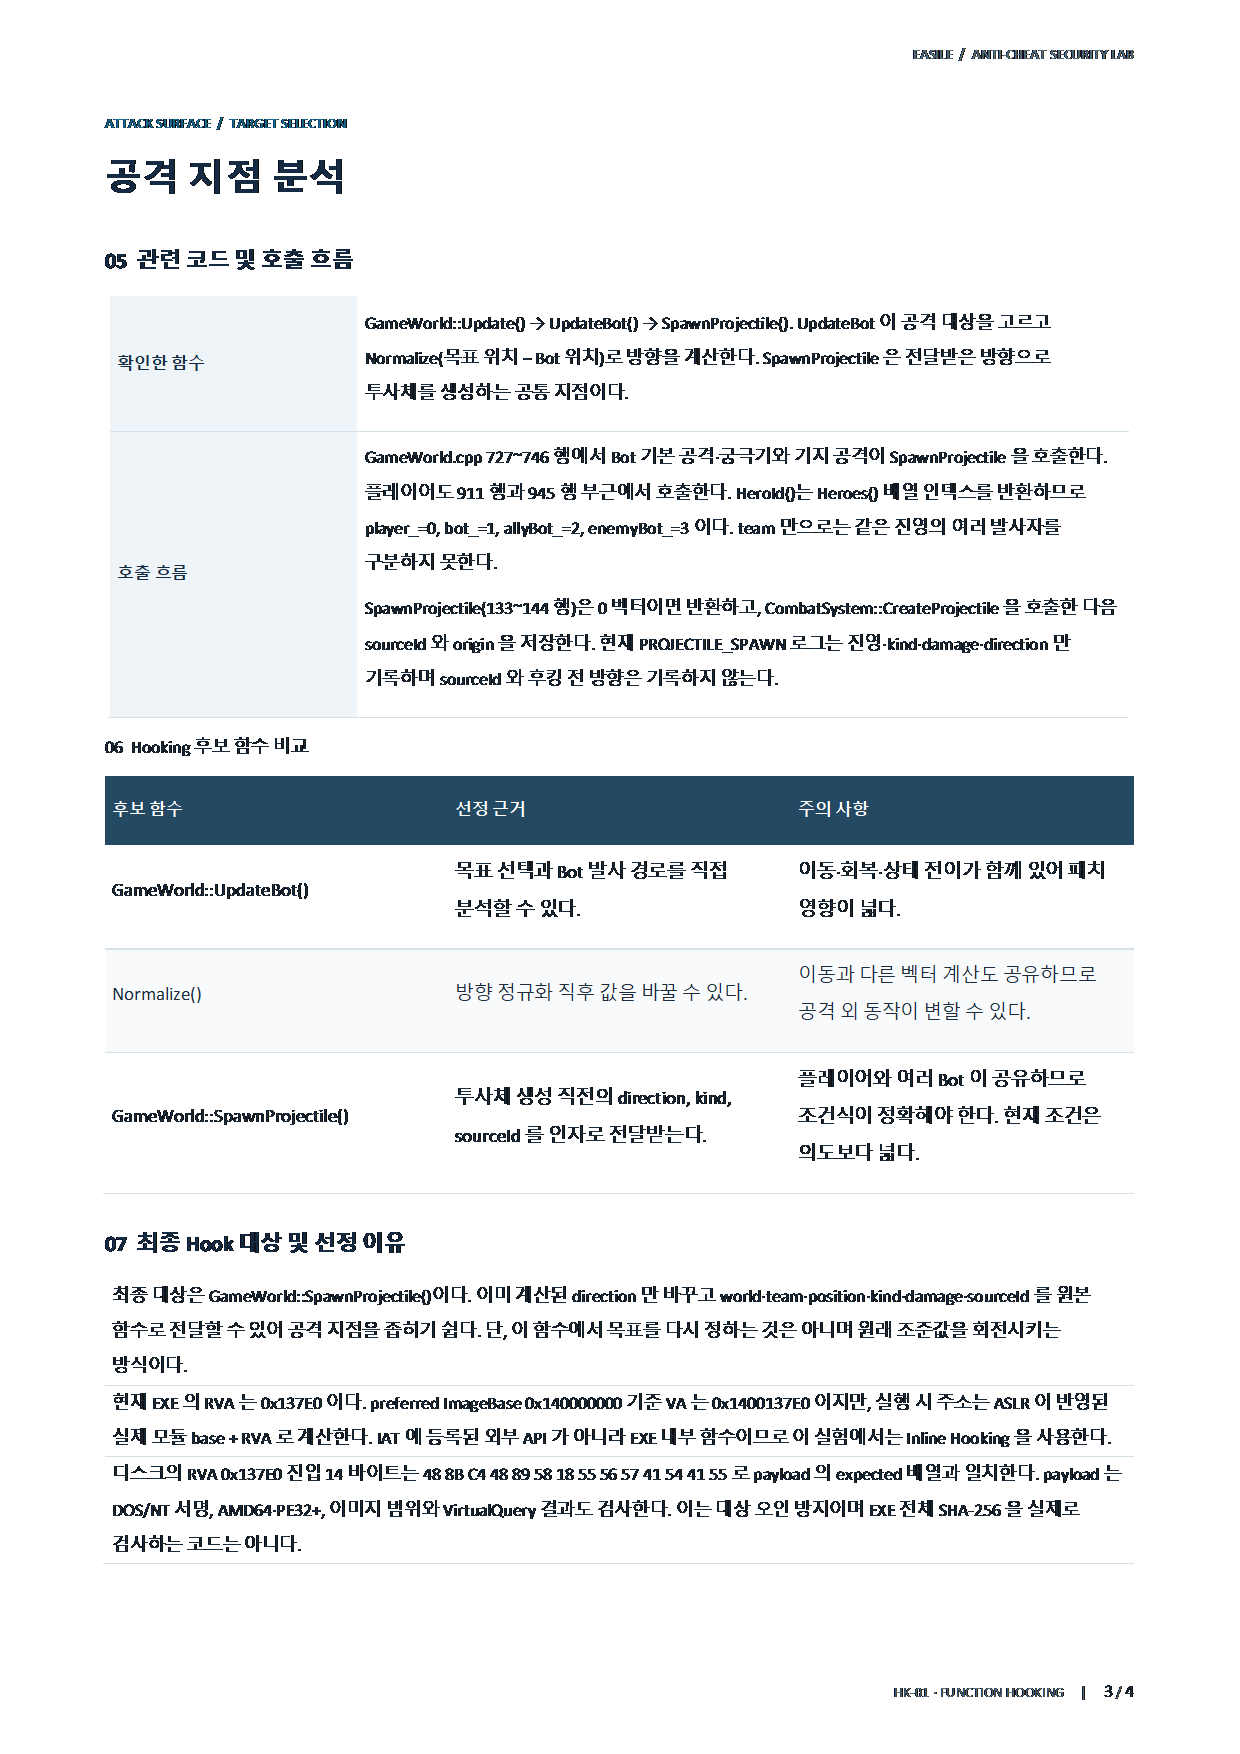 EASILE / ANTI-CHEAT SECURITY LAB
ATTACK SURFACE / TARGET SELECTION
공격 지점 분석
05 관련 코드 및 호출 흐름
확인한 함수
GameWorld::Update() → UpdateBot() → SpawnProjectile(). UpdateBot 이 공격 대상을 고르고
Normalize(목표 위치 – Bot 위치)로 방향을 계산한다. SpawnProjectile 은 전달받은 방향으로
투사체를 생성하는 공통 지점이다.
호출 흐름
GameWorld.cpp 727~746 행에서 Bot 기본 공격·궁극기와 기지 공격이 SpawnProjectile 을 호출한다.
플레이어도 911 행과 945 행 부근에서 호출한다. HeroId()는 Heroes() 배열 인덱스를 반환하므로
player_=0, bot_=1, allyBot_=2, enemyBot_=3 이다. team 만으로는 같은 진영의 여러 발사자를
구분하지 못한다.
SpawnProjectile(133~144 행)은 0 벡터이면 반환하고, CombatSystem::CreateProjectile 을 호출한 다음
sourceId 와 origin 을 저장한다. 현재 PROJECTILE_SPAWN 로그는 진영·kind·damage·direction 만
기록하며 sourceId 와 후킹 전 방향은 기록하지 않는다.
06 Hooking 후보 함수 비교
후보 함수 선정 근거 주의 사항
GameWorld::UpdateBot()
목표 선택과 Bot 발사 경로를 직접
분석할 수 있다.
이동·회복·상태 전이가 함께 있어 패치
영향이 넓다.
Normalize()
방향 정규화 직후 값을 바꿀 수 있다.
이동과 다른 벡터 계산도 공유하므로
공격 외 동작이 변할 수 있다.
GameWorld::SpawnProjectile()
투사체 생성 직전의 direction, kind,
sourceId 를 인자로 전달받는다.
플레이어와 여러 Bot 이 공유하므로
조건식이 정확해야 한다. 현재 조건은
의도보다 넓다.
07 최종 Hook 대상 및 선정 이유
최종 대상은 GameWorld::SpawnProjectile()이다. 이미 계산된 direction 만 바꾸고 world·team·position·kind·damage·sourceId 를 원본
함수로 전달할 수 있어 공격 지점을 좁히기 쉽다. 단, 이 함수에서 목표를 다시 정하는 것은 아니며 원래 조준값을 회전시키는
방식이다.
현재 EXE 의 RVA 는 0x137E0 이다. preferred ImageBase 0x140000000 기준 VA 는 0x1400137E0 이지만, 실행 시 주소는 ASLR 이 반영된
실제 모듈 base + RVA 로 계산한다. IAT 에 등록된 외부 API 가 아니라 EXE 내부 함수이므로 이 실험에서는 Inline Hooking 을 사용한다.
디스크의 RVA 0x137E0 진입 14 바이트는 48 8B C4 48 89 58 18 55 56 57 41 54 41 55 로 payload 의 expected 배열과 일치한다. payload 는
DOS/NT 서명, AMD64·PE32+, 이미지 범위와 VirtualQuery 결과도 검사한다. 이는 대상 오인 방지이며 EXE 전체 SHA-256 을 실제로
검사하는 코드는 아니다.
HK-01 · FUNCTION HOOKING | 3 / 4